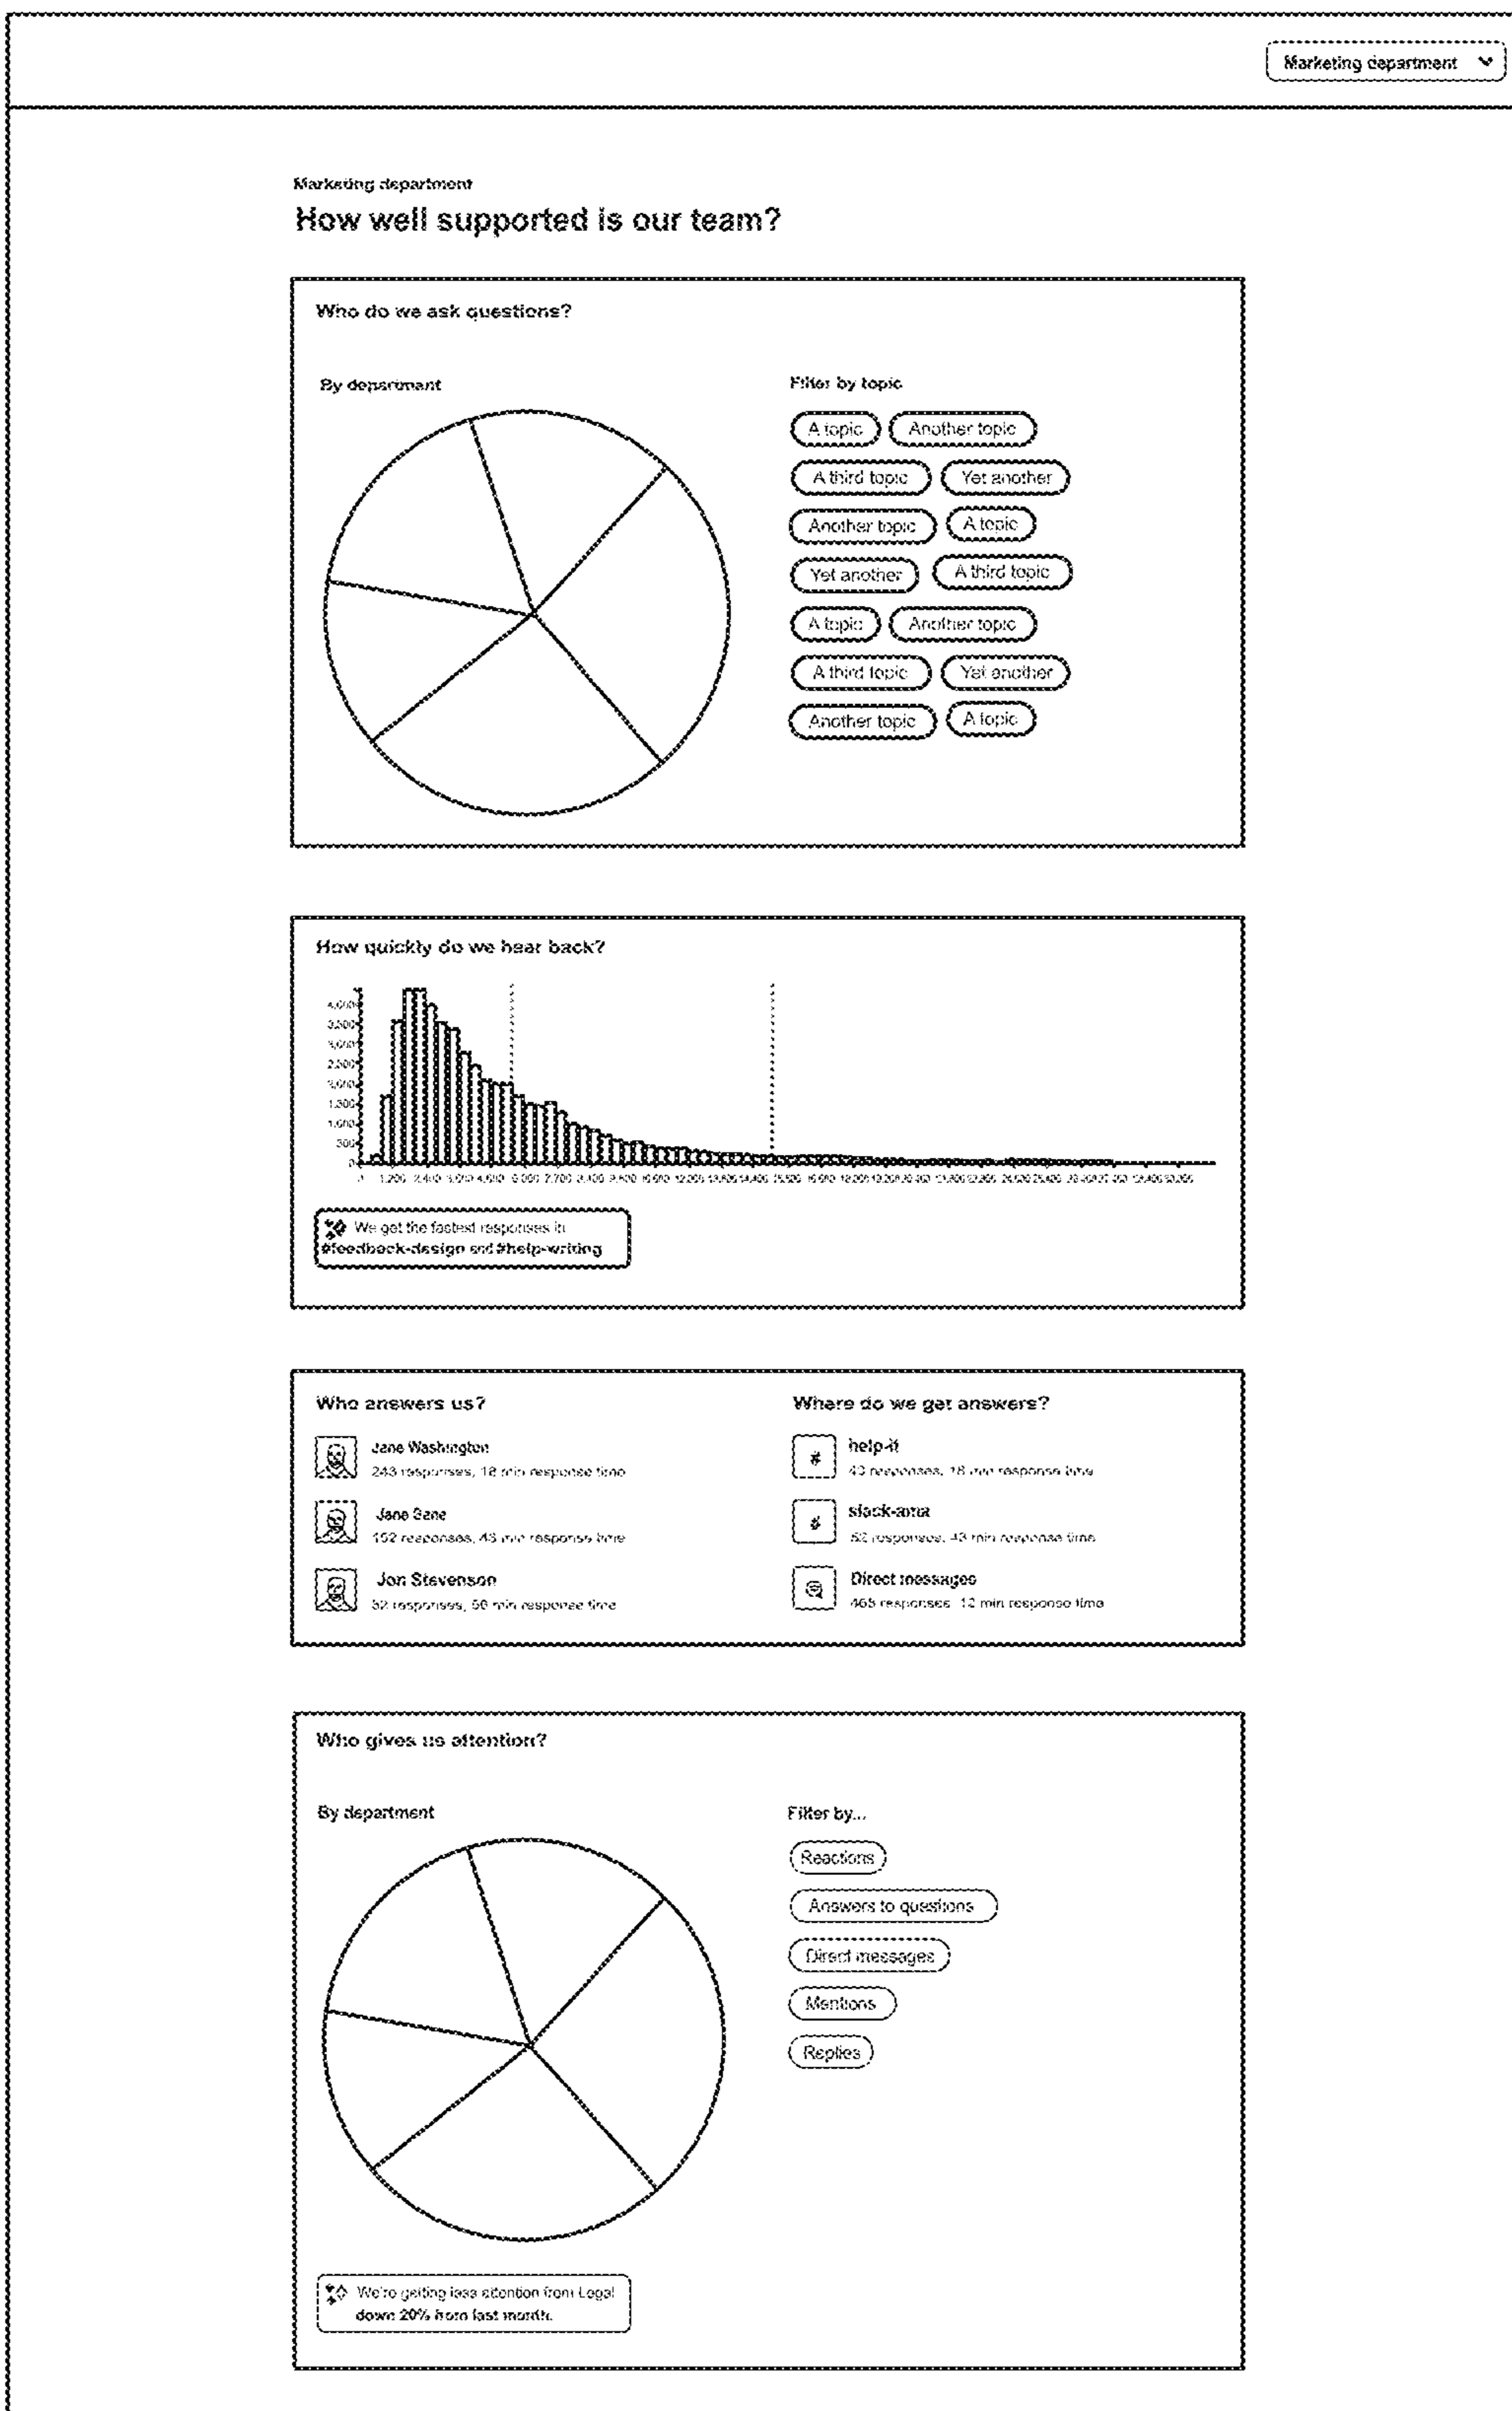 Marketing department
Marketing department
How well supported is our team?
Who do we ask questions?
By department
Filter by topic
A topic
Another topic
A third topic
Yet another
Another topic
A topic
Yet another
A third topic
A topic
Another topic
A third topic
Yet another
Another topic
A topic
How quickly do we hear back?
We get the fastest responses in
#feedback-design and #help-writing
Who answers us?
Jane Washington
243 responses, 18 min response time
Jane
responses, 43 min response time
Jon Stevenson
52 responses, min response time
Where do we get answers?
help-it
43 responses, 18 min response time
slack-ama
52 responses, 43 min response time
Direct messages
465 responses, 12 min response time
Who gives us attention?
By department
Filter by...
Reactions
Answers to questions
Direct messages
Mentions
Replies
We're getting less attention from Legal
down 20% from last month.